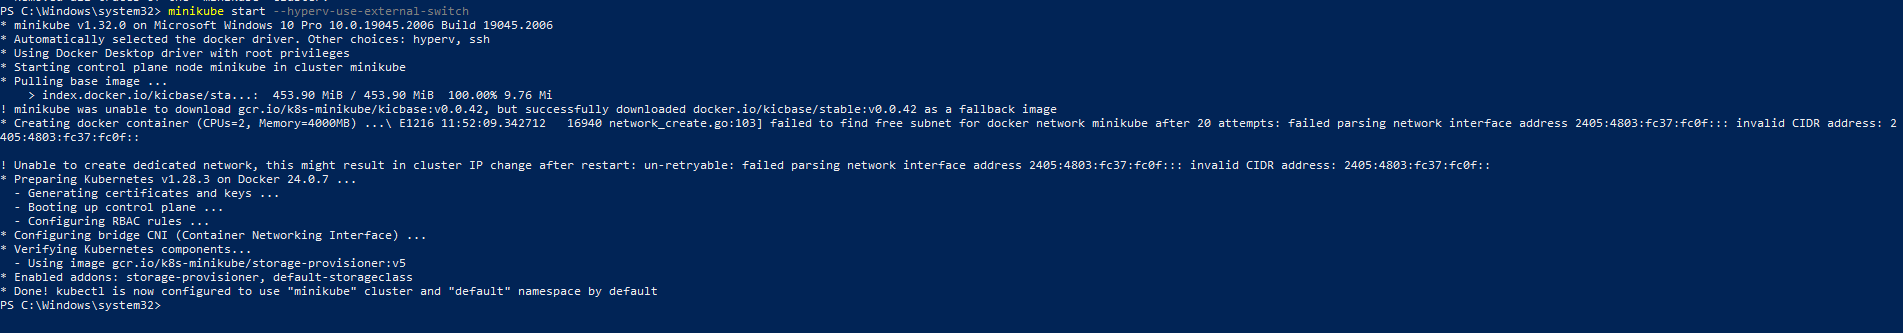 PS C:\Windows\system32> minikube start --hyperv-use-external-switch
* minikube v1.32.0 on Microsoft Windows 10 Pro 10.0.19045.2006 Build 19045.2006
* Automatically selected the docker driver. Other choices: hyperv, ssh
* Using Docker Desktop driver with root privileges
* Starting control plane node minikube in cluster minikube
* Pulling base image ...
    > index.docker.io/kicbase/sta...:  453.90 MiB / 453.90 MiB  100.00% 9.76 Mi
! minikube was unable to download gcr.io/k8s-minikube/kicbase:v0.0.42, but successfully downloaded docker.io/kicbase/stable:v0.0.42 as a fallback image
* Creating docker container (CPUs=2, Memory=4000MB) ...\ E1216 11:52:09.342712   16940 network_create.go:103] failed to find free subnet for docker network minikube after 20 attempts: failed parsing network interface address 2405:4803:fc37:fc0f::: invalid CIDR address: 2
405:4803:fc37:fc0f::
! Unable to create dedicated network, this might result in cluster IP change after restart: un-retryable: failed parsing network interface address 2405:4803:fc37:fc0f::: invalid CIDR address: 2405:4803:fc37:fc0f::
* Preparing Kubernetes v1.28.3 on Docker 24.0.7 ...
  - Generating certificates and keys ...
  - Booting up control plane ...
  - Configuring RBAC rules ...
* Configuring bridge CNI (Container Networking Interface) ...
* Verifying Kubernetes components...
  - Using image gcr.io/k8s-minikube/storage-provisioner:v5
* Enabled addons: storage-provisioner, default-storageclass
* Done! kubectl is now configured to use "minikube" cluster and "default" namespace by default
PS C:\Windows\system32>